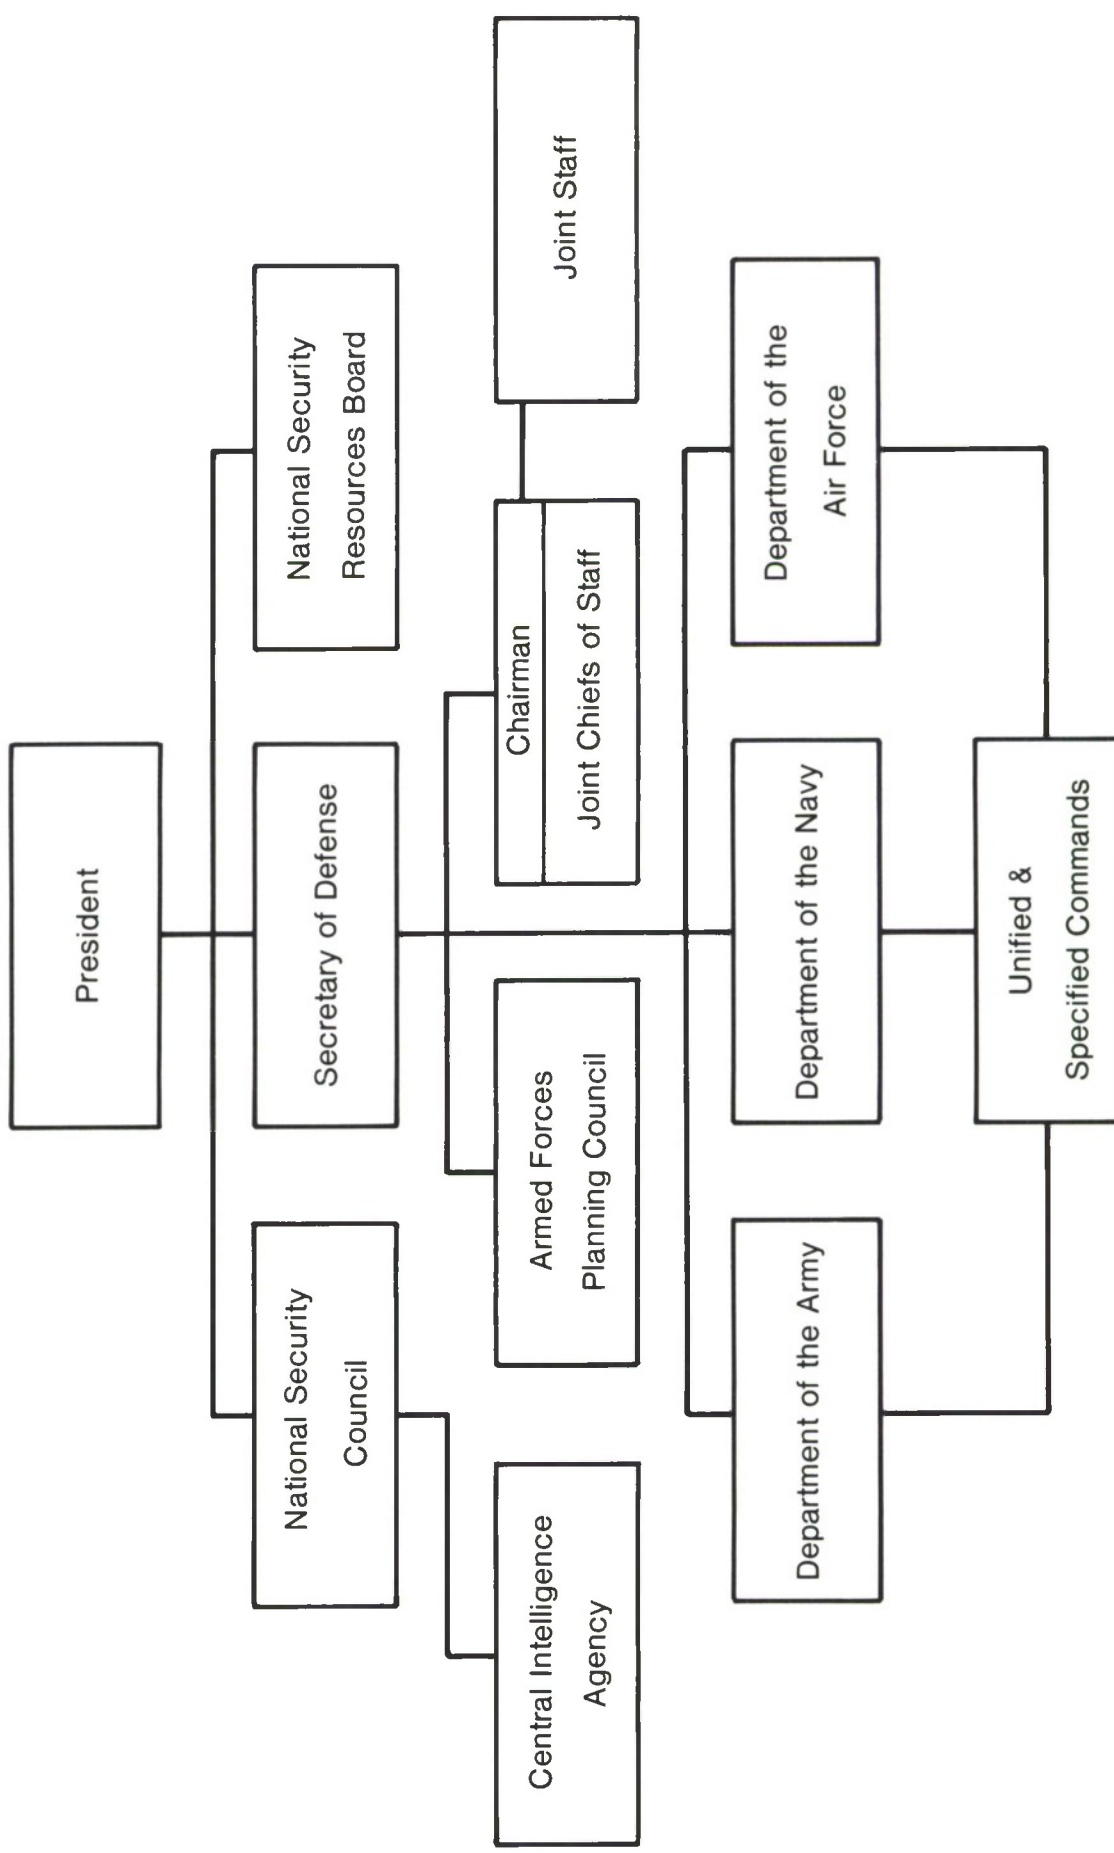 President
National Security
Council
Secretary of Defense
National Security
Resources Board
Central Intelligence
Agency
Armed Forces
Planning Council
Chairman
Joint Chiefs of Staff
Joint Staff
Department of the Army
Department of the Navy
Department of the
Air Force
Unified &
Specified Commands